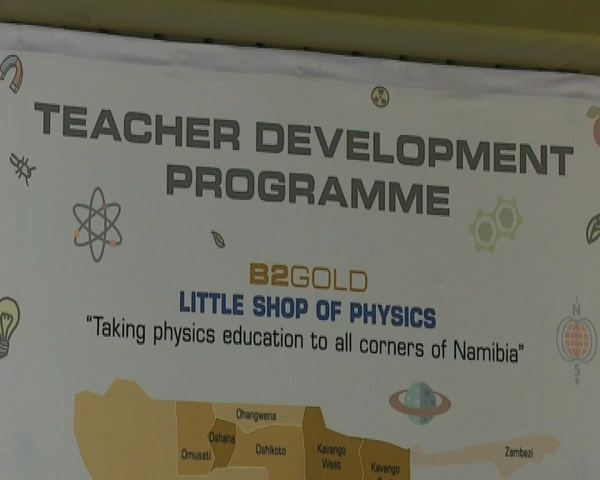 TEACHER DEVELOPMENT
PROGRAMME
B2GOLD
LITTLE SHOP OF PHYSICS
“Taking physics education to all corners of Namibia”
N
S
Ohangwena
Oshana
Omusati
Oshikoto
Kavango
West
Kavango
Zambezi